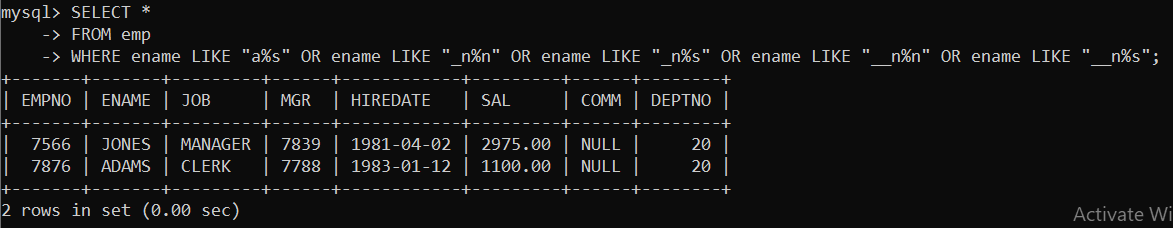 mysql> SELECT *
    -> FROM emp
    -> WHERE ename LIKE "a%s" OR ename LIKE "_n%n" OR ename LIKE "_n%s" OR ename LIKE "__n%n" OR ename LIKE "__n%s";
+-------+-------+---------+------+------------+---------+------+--------+
| EMPNO | ENAME | JOB     | MGR  | HIREDATE   | SAL     | COMM | DEPTNO |
+-------+-------+---------+------+------------+---------+------+--------+
|  7566 | JONES | MANAGER | 7839 | 1981-04-02 | 2975.00 | NULL |     20 |
|  7876 | ADAMS | CLERK   | 7788 | 1983-01-12 | 1100.00 | NULL |     20 |
+-------+-------+---------+------+------------+---------+------+--------+
2 rows in set (0.00 sec)
Activate Wi